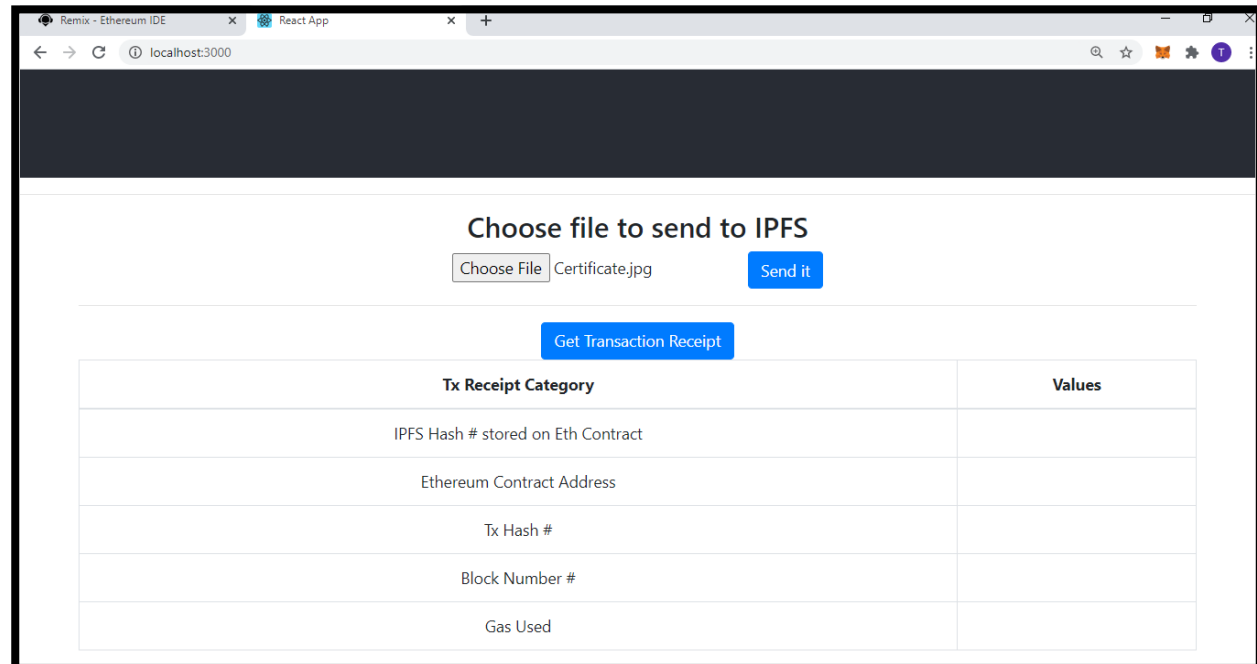 Remix - Ethereum IDE
React App
localhost:3000
T
Choose file to send to IPFS
Choose File Certificate.jpg Send it
Get Transaction Receipt
Tx Receipt Category Values
IPFS Hash # stored on Eth Contract
Ethereum Contract Address
Tx Hash #
Block Number #
Gas Used